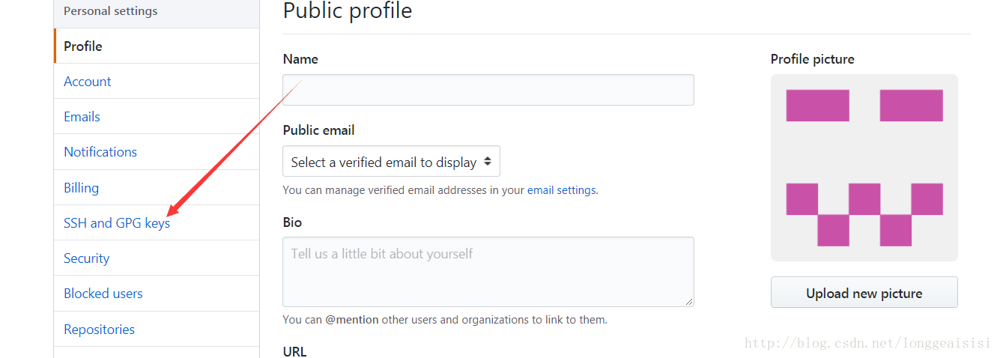 Personal settings
Profile
Account
Emails
Notifications
Billing
SSH and GPG keys
Security
Blocked users
Repositories
Public profile
Name
Public email
Select a verified email to display
You can manage verified email addresses in your email settings.
Bio
Tell us a little bit about yourself
You can @mention other users and organizations to link to them.
URL
Profile picture
Upload new picture
http://blog.csdn.net/longgeaisisi